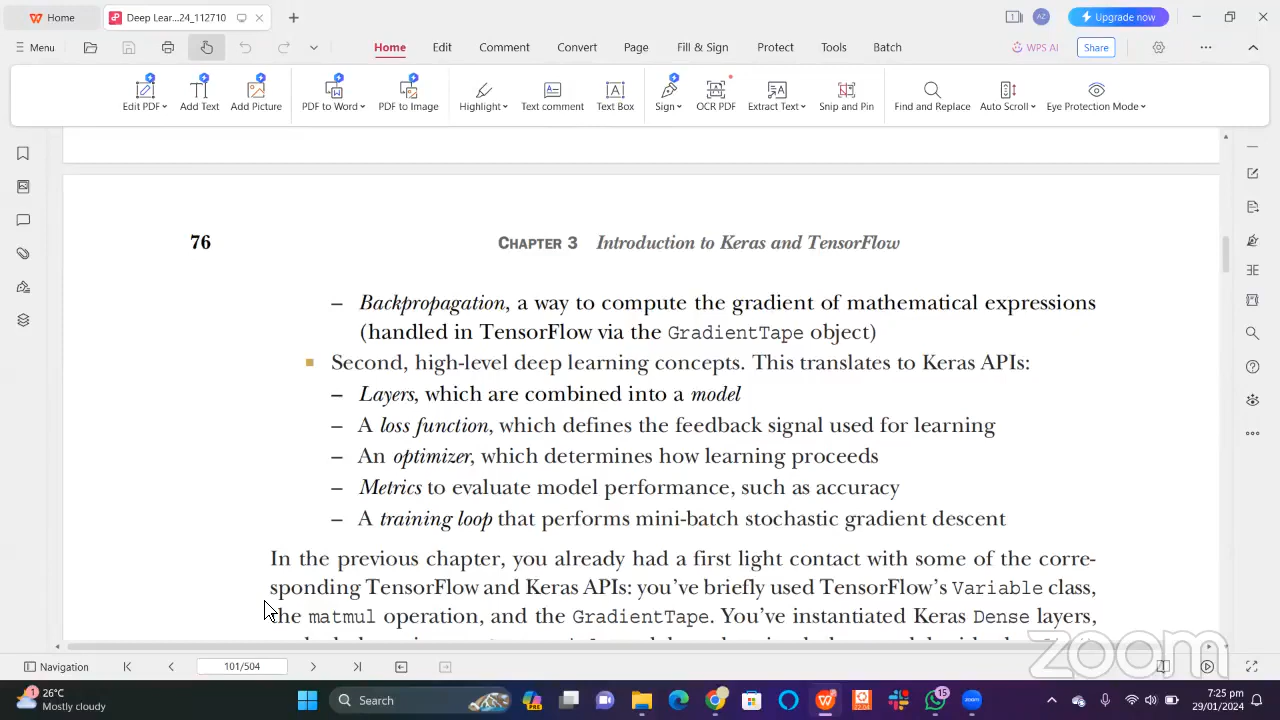 Home
Deep Lear...24_112710
AZ
Upgrade now
Menu
Home Edit Comment Convert Page Fill & Sign Protect Tools Batch
WPS AI
Share
Edit PDF Add Text Add Picture PDF to Word PDF to Image Highlight Text comment Text Box Sign OCR PDF Extract Text Snip and Pin Find and Replace Auto Scroll Eye Protection Mode
76 CHAPTER 3 Introduction to Keras and TensorFlow
– Backpropagation, a way to compute the gradient of mathematical expressions
(handled in TensorFlow via the GradientTape object)
Second, high-level deep learning concepts. This translates to Keras APIs:
– Layers, which are combined into a model
– A loss function, which defines the feedback signal used for learning
– An optimizer, which determines how learning proceeds
– Metrics to evaluate model performance, such as accuracy
– A training loop that performs mini-batch stochastic gradient descent
In the previous chapter, you already had a first light contact with some of the corre-
sponding TensorFlow and Keras APIs: you've briefly used TensorFlow's Variable class,
the matmul operation, and the GradientTape. You've instantiated Keras Dense layers,
zoom
Navigation
101/504
1
26°C
Mostly cloudy
Search
PRE
22.04
15
zoom
7:25 pm
29/01/2024